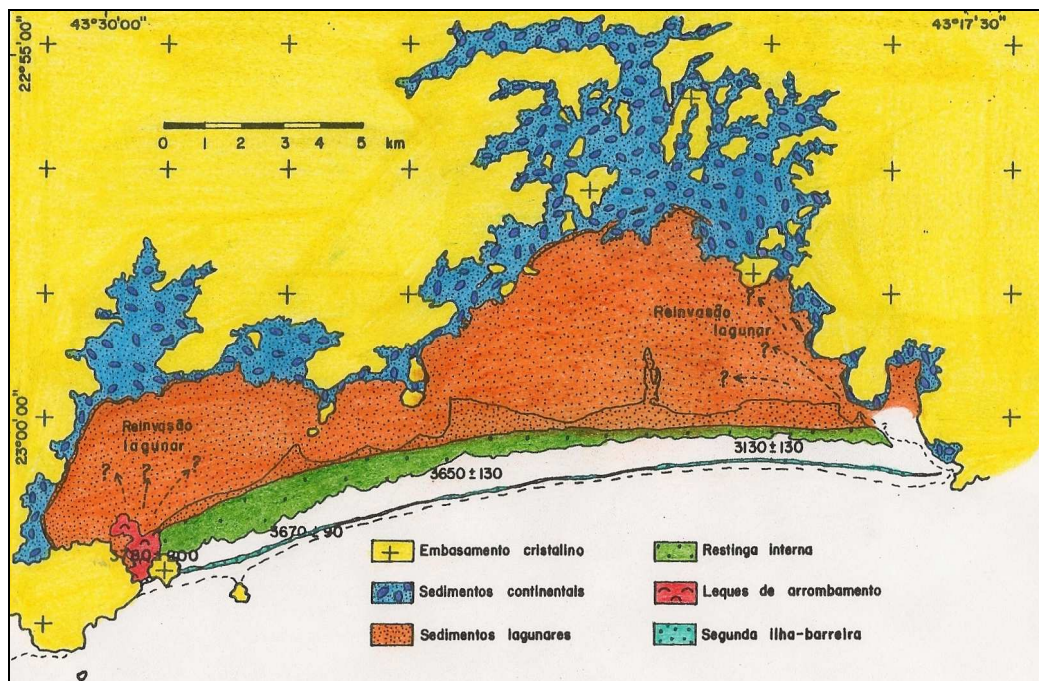 43°30'00"
43°17'30"
22°55'00"
0 1 2 3 4 5 km
Reinvasão
lagunar
?
?
?
Reinvasão
lagunar
?
?
?
23°00'00"
3130±130
3650±130
3670±90
3780±200
Embasamento cristalino
Sedimentos continentais
Sedimentos lagunares
Restinga interna
Leques de arrombamento
Segunda ilha-barreira